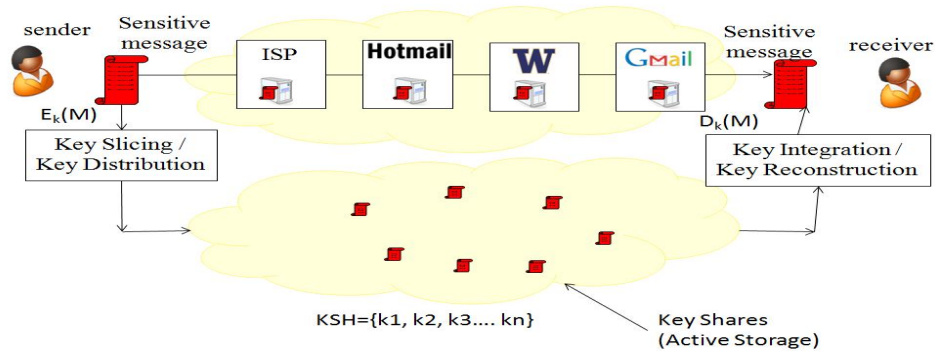 sender
Sensitive
message
ISP
Hotmail
W
Gmail
Sensitive
message
receiver
Ek(M)
Dk(M)
Key Slicing /
Key Distribution
Key Integration /
Key Reconstruction
KSH={k1, k2, k3.... kn}
Key Shares
(Active Storage)